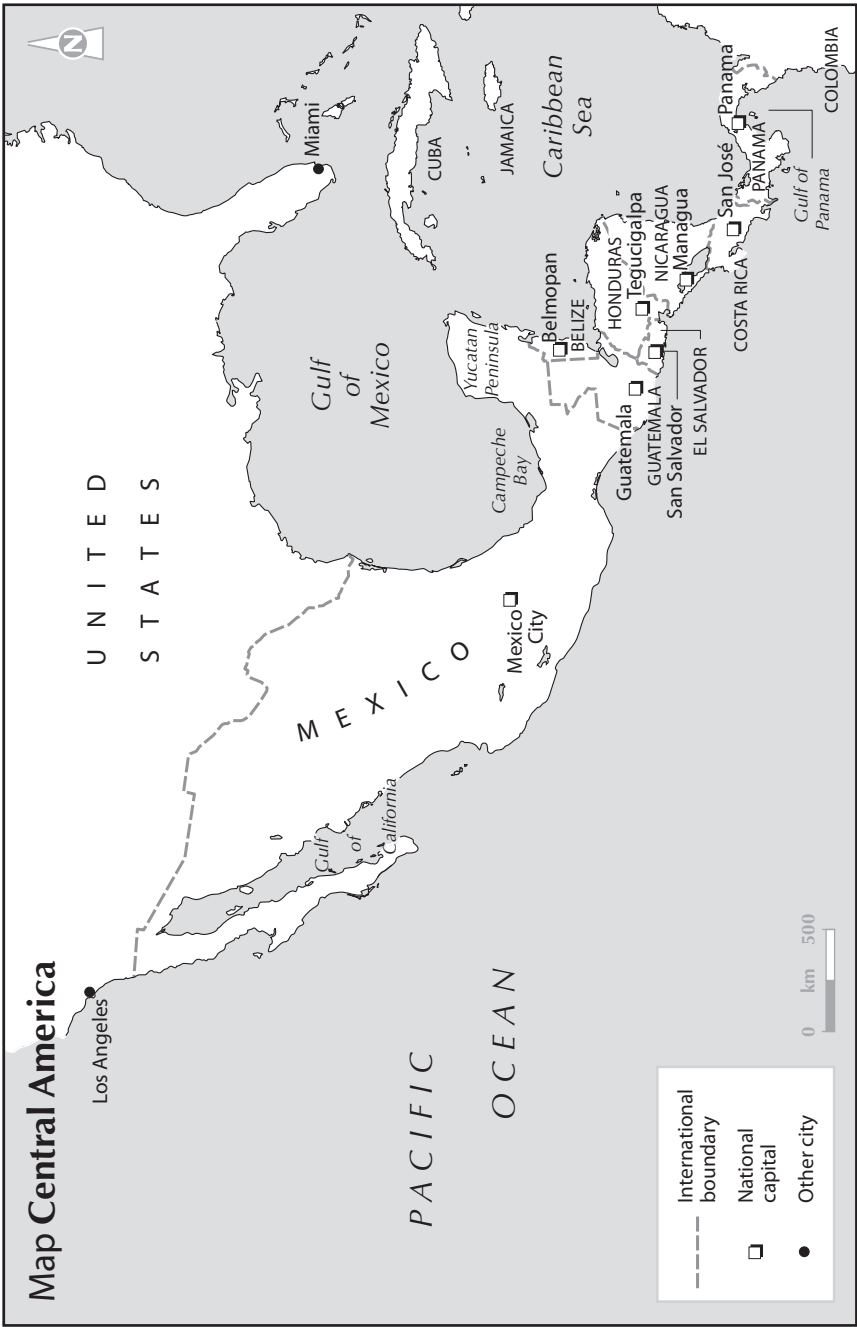 Map Central America
N
Los Angeles
UNITED
STATES
Miami
MEXICO
Gulf
of
California
Gulf
of
Mexico
CUBA
JAMAICA
Caribbean
Sea
Mexico
City
Campeche
Bay
Yucatan
Peninsula
Belmopan
BELIZE
HONDURAS
Tegucigalpa
NICARAGUA
Managua
Guatemala
GUATEMALA
San Salvador
EL SALVADOR
COSTA RICA
San José
PANAMA
Panama
Gulf of
Panama
COLOMBIA
PACIFIC
OCEAN
International
boundary
National
capital
Other city
0 km 500